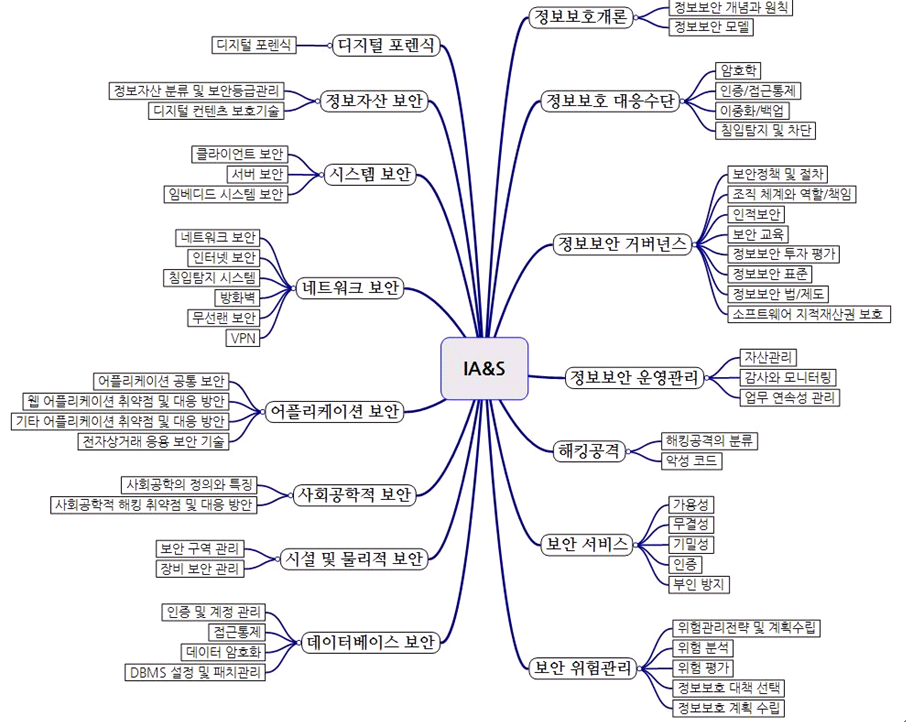 IA&S
정보보호개론
정보보안 개념과 원칙
정보보안 모델
정보보호 대응수단
암호학
인증/접근통제
이중화/백업
침입탐지 및 차단
정보보안 거버넌스
보안정책 및 절차
조직 체계와 역할/책임
인적보안
보안 교육
정보보안 투자 평가
정보보안 표준
정보보안 법/제도
소프트웨어 지적재산권 보호
정보보안 운영관리
자산관리
감사와 모니터링
업무 연속성 관리
해킹공격
해킹공격의 분류
악성 코드
보안 서비스
가용성
무결성
기밀성
인증
부인 방지
보안 위험관리
위험관리전략 및 계획수립
위험 분석
위험 평가
정보보호 대책 선택
정보보호 계획 수립
디지털 포렌식
디지털 포렌식
정보자산 보안
정보자산 분류 및 보안등급관리
디지털 컨텐츠 보호기술
시스템 보안
클라이언트 보안
서버 보안
임베디드 시스템 보안
네트워크 보안
네트워크 보안
인터넷 보안
침입탐지 시스템
방화벽
무선랜 보안
VPN
어플리케이션 보안
어플리케이션 공통 보안
웹 어플리케이션 취약점 및 대응 방안
기타 어플리케이션 취약점 및 대응 방안
전자상거래 응용 보안 기술
사회공학적 보안
사회공학의 정의와 특징
사회공학적 해킹 취약점 및 대응 방안
시설 및 물리적 보안
보안 구역 관리
장비 보안 관리
데이터베이스 보안
인증 및 계정 관리
접근통제
데이터 암호화
DBMS 설정 및 패치관리